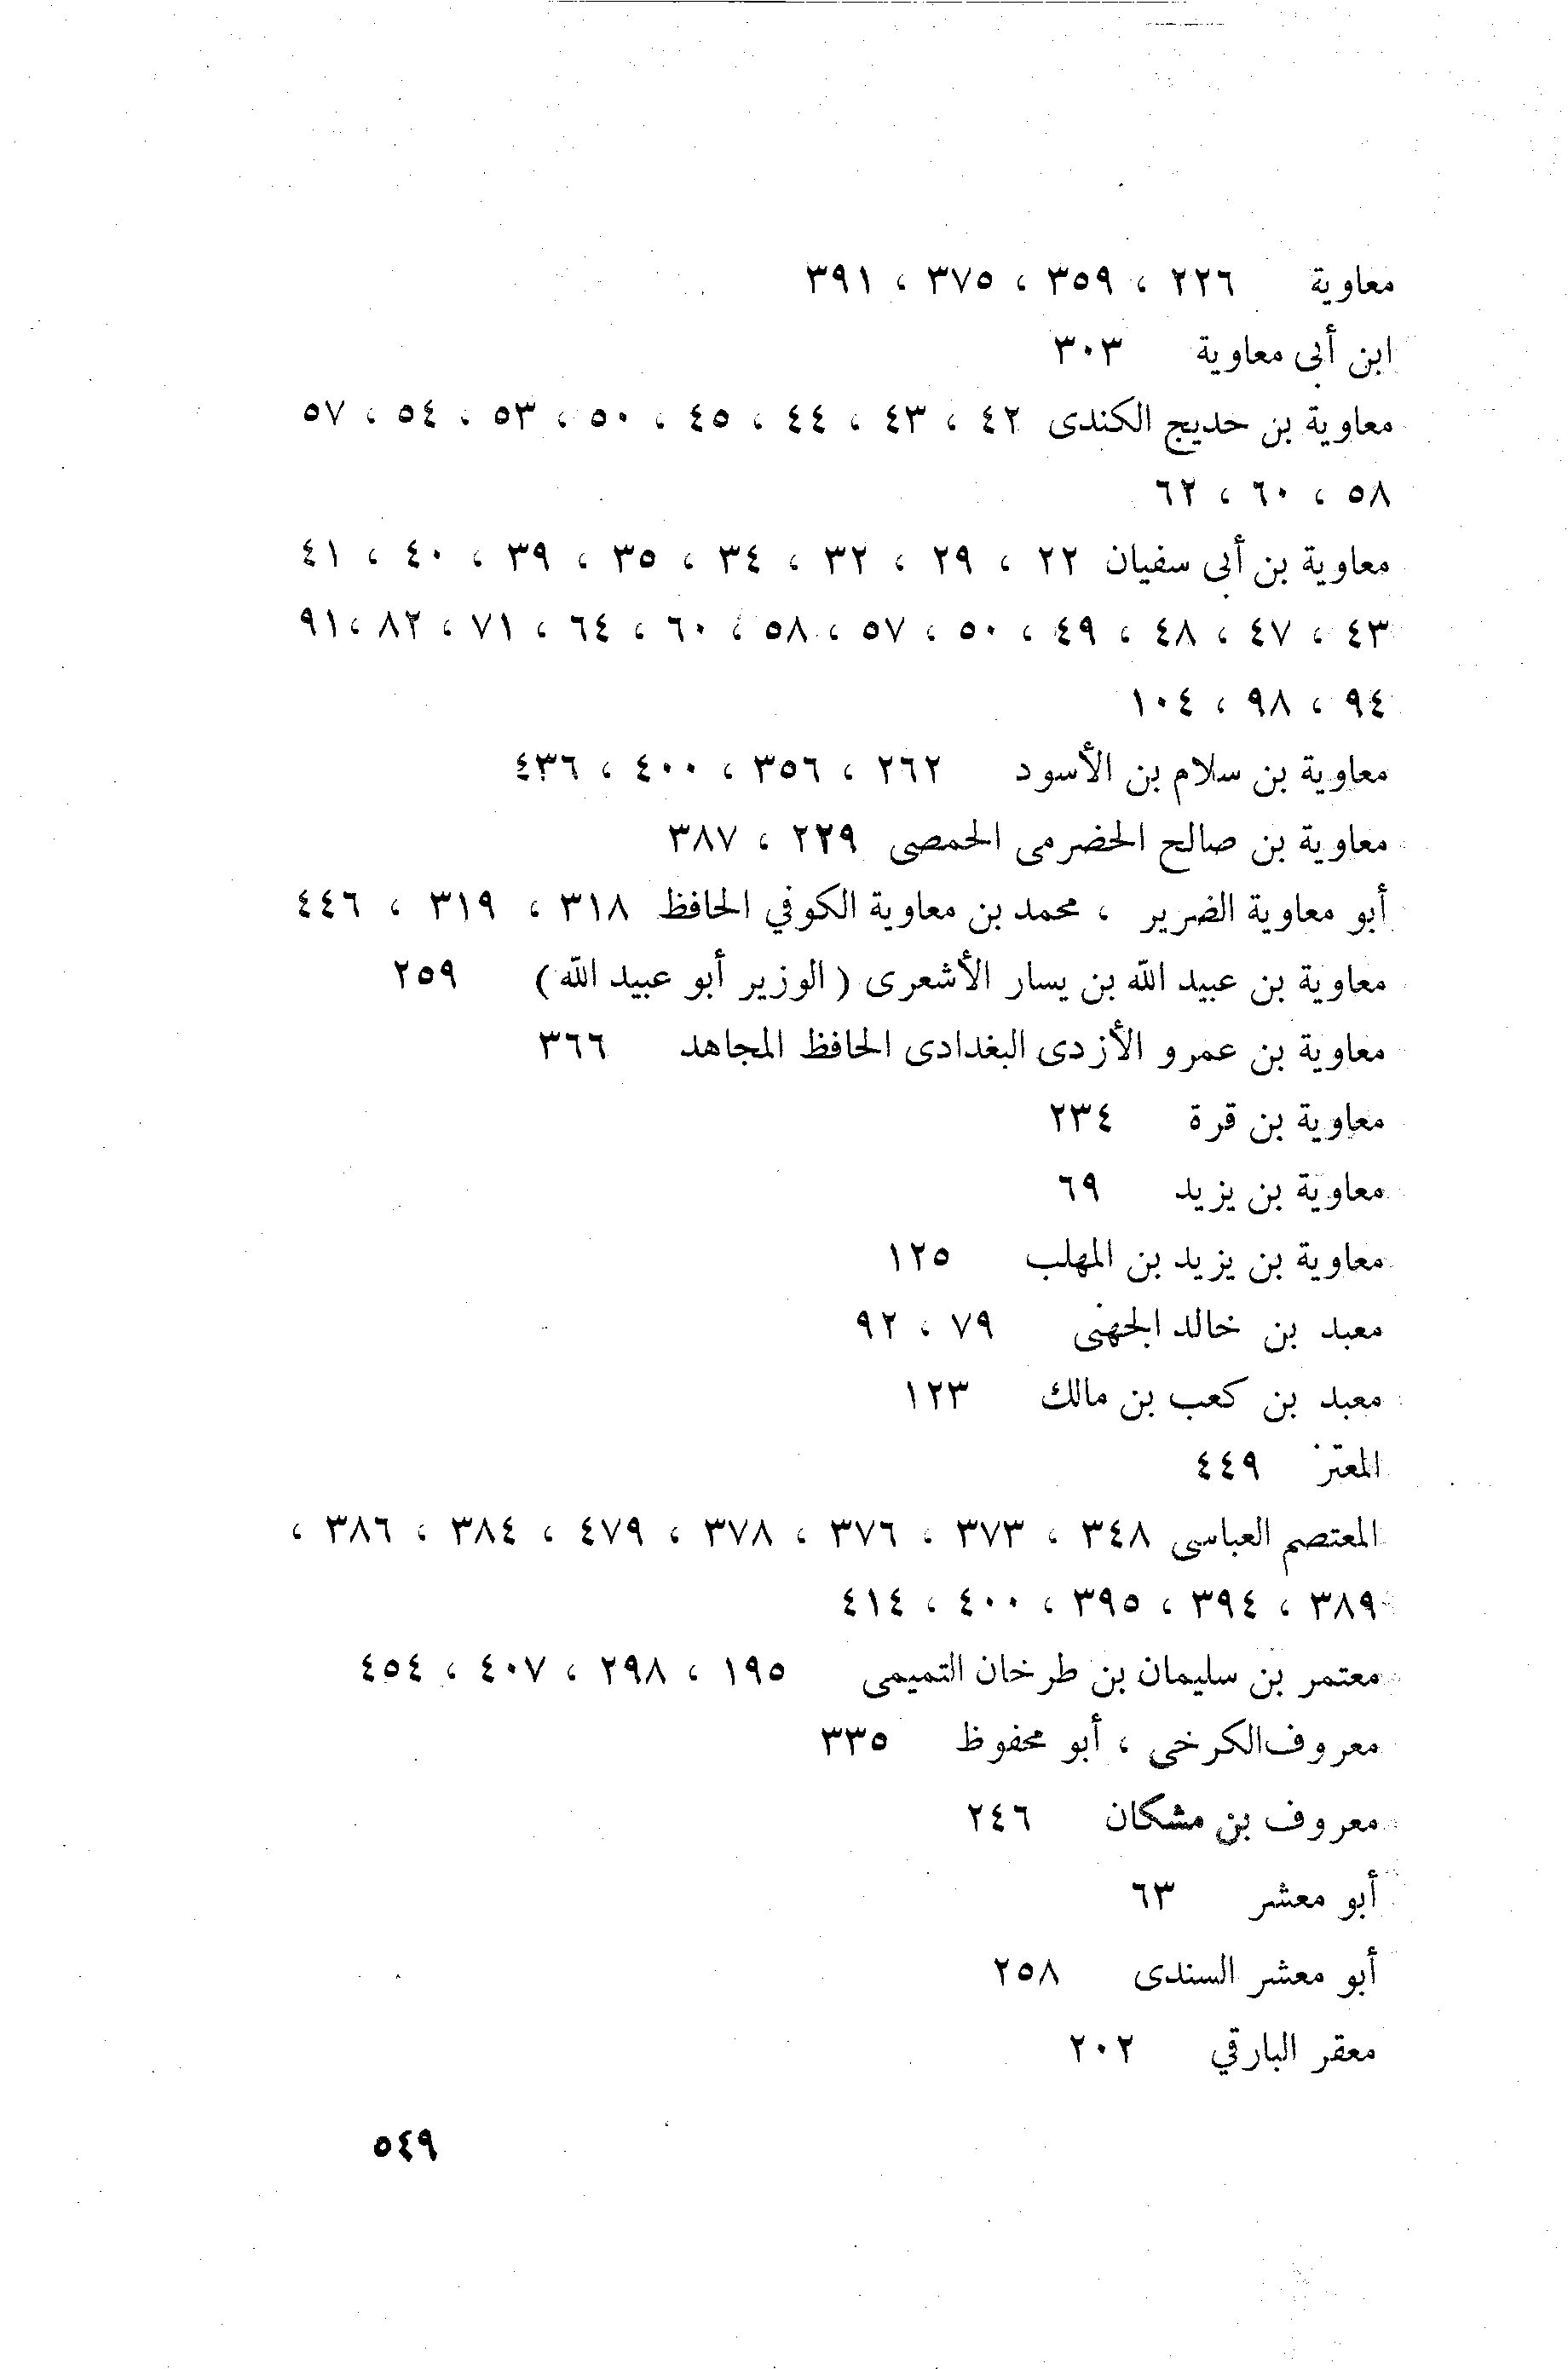 معاوية ٢٢٦ ، ٣٥٩ ، ٣٧٥ ، ٣٩١
ابن أبى معاوية ٣٠٣
معاوية بن حديج الكندى ٤٢ ، ٤٣ ، ٤٤ ، ٤٥ ، ٥٠ ، ٥٣ ، ٥٤ ، ٥٧
٥٨ ، ٦٠ ، ٦٢
معاوية بن أبى سفيان ٢٢ ، ٢٩ ، ٣٢ ، ٣٤ ، ٣٥ ، ٣٩ ، ٤٠ ، ٤١
٤٣ ، ٤٧ ، ٤٨ ، ٤٩ ، ٥٠ ، ٥٧ ، ٥٨ ، ٦٠ ، ٦٤ ، ٧١ ، ٨٢ ، ٩١
٩٤ ، ٩٨ ، ١٠٤
معاوية بن سلام بن الأسود ٢٦٢ ، ٣٥٦ ، ٤٠٠ ، ٤٣٦
معاوية بن صالح الحضرمى الحمصى ٢٢٩ ، ٣٨٧
أبو معاوية الضرير ، محمد بن معاوية الكوفي الحافظ ٣١٨ ، ٣١٩ ، ٤٤٦
معاوية بن عبيد الله بن يسار الأشعرى ( الوزير أبو عبيد الله ) ٢٥٩
معاوية بن عمرو الأزدى البغدادى الحافظ المجاهد ٣٦٦
معاوية بن قرة ٢٣٤
معاوية بن يزيد ٦٩
معاوية بن يزيد بن المهلب ١٢٥
معبد بن خالد الجهنى ٧٩ ، ٩٢
معبد بن كعب بن مالك ١٢٣
المعتز ٤٤٩
المعتصم العباسى ٣٤٨ ، ٣٧٣ ، ٣٧٦ ، ٣٧٨ ، ٤٧٩ ، ٣٨٤ ، ٣٨٦ ،
٣٨٩ ، ٣٩٤ ، ٣٩٥ ، ٤٠٠ ، ٤١٤
معتمر بن سليمان بن طرخان التميمى ١٩٥ ، ٢٩٨ ، ٤٠٧ ، ٤٥٤
معروف الكرخى ، أبو محفوظ ٣٣٥
معروف بن مشكان ٢٤٦
أبو معشر ٦٣
أبو معشر السندى ٢٥٨
معقر البارقي ٢٠٢
٥٤٩